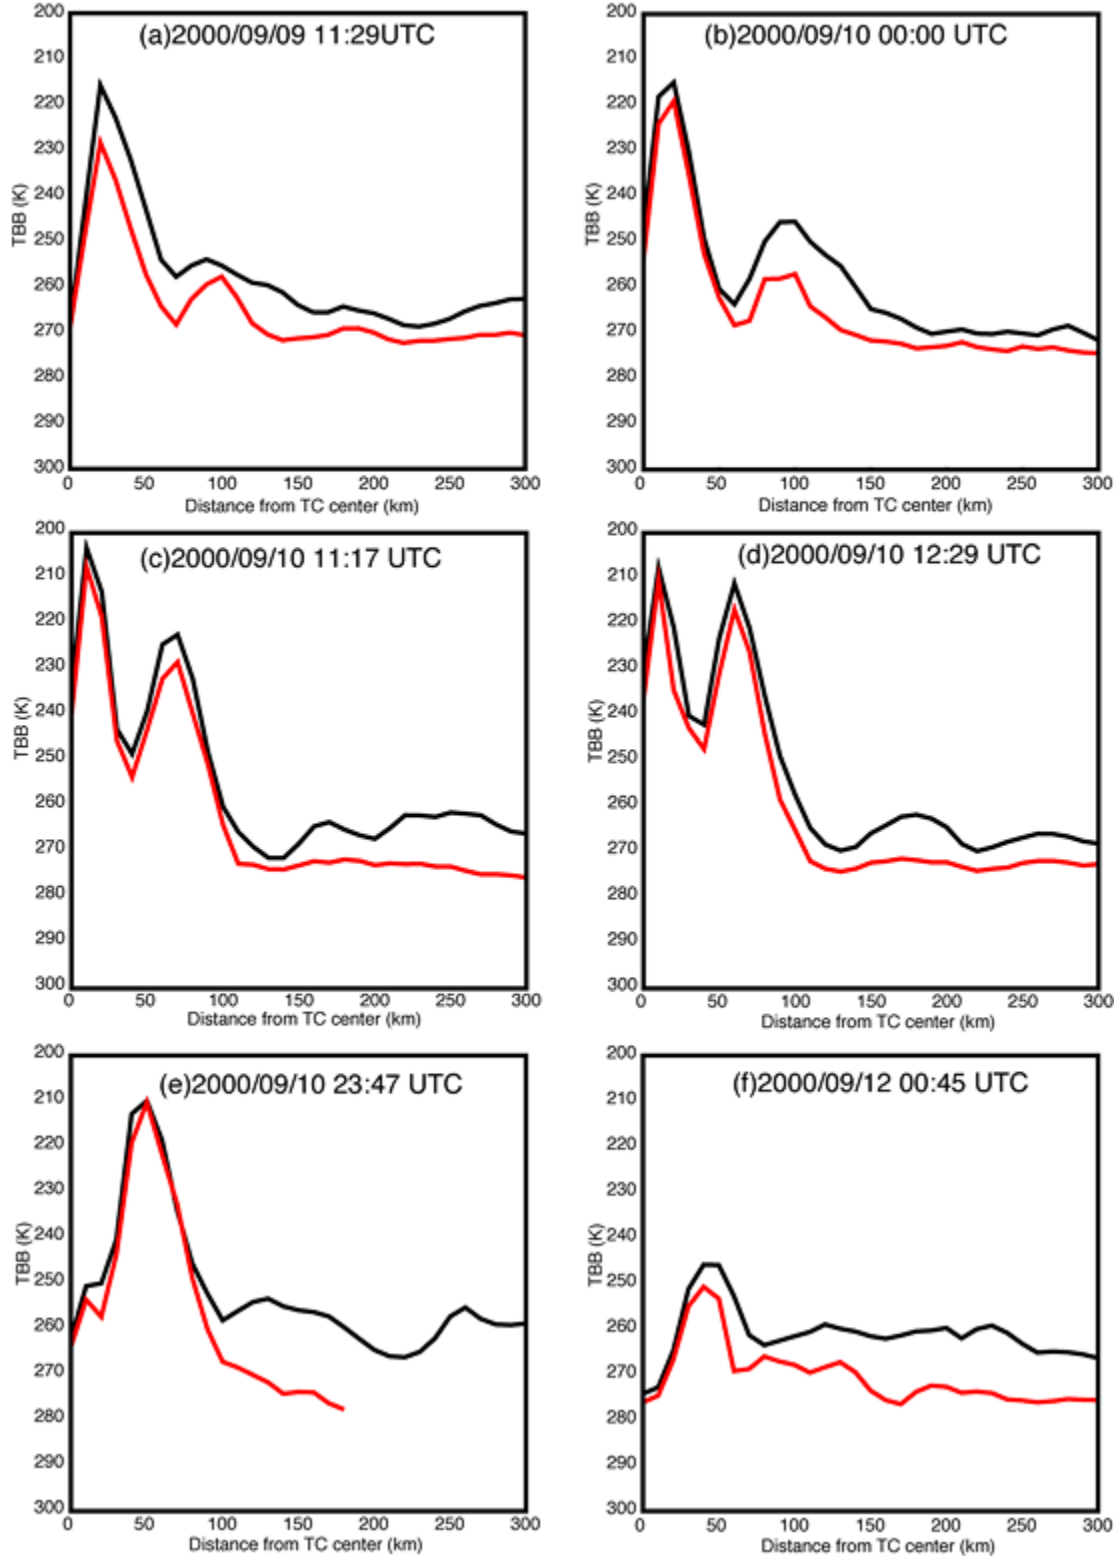 (a)2000/09/09 11:29UTC
200
210
220
230
240
250
260
270
280
290
300
TBB (K)
0 50 100 150 200 250 300
Distance from TC center (km)
(b)2000/09/10 00:00 UTC
200
210
220
230
240
250
260
270
280
290
300
TBB (K)
0 50 100 150 200 250 300
Distance from TC center (km)
(c)2000/09/10 11:17 UTC
200
210
220
230
240
250
260
270
280
290
300
TBB (K)
0 50 100 150 200 250 300
Distance from TC center (km)
(d)2000/09/10 12:29 UTC
200
210
220
230
240
250
260
270
280
290
300
TBB (K)
0 50 100 150 200 250 300
Distance from TC center (km)
(e)2000/09/10 23:47 UTC
200
210
220
230
240
250
260
270
280
290
300
TBB (K)
0 50 100 150 200 250 300
Distance from TC center (km)
(f)2000/09/12 00:45 UTC
200
210
220
230
240
250
260
270
280
290
300
TBB (K)
0 50 100 150 200 250 300
Distance from TC center (km)